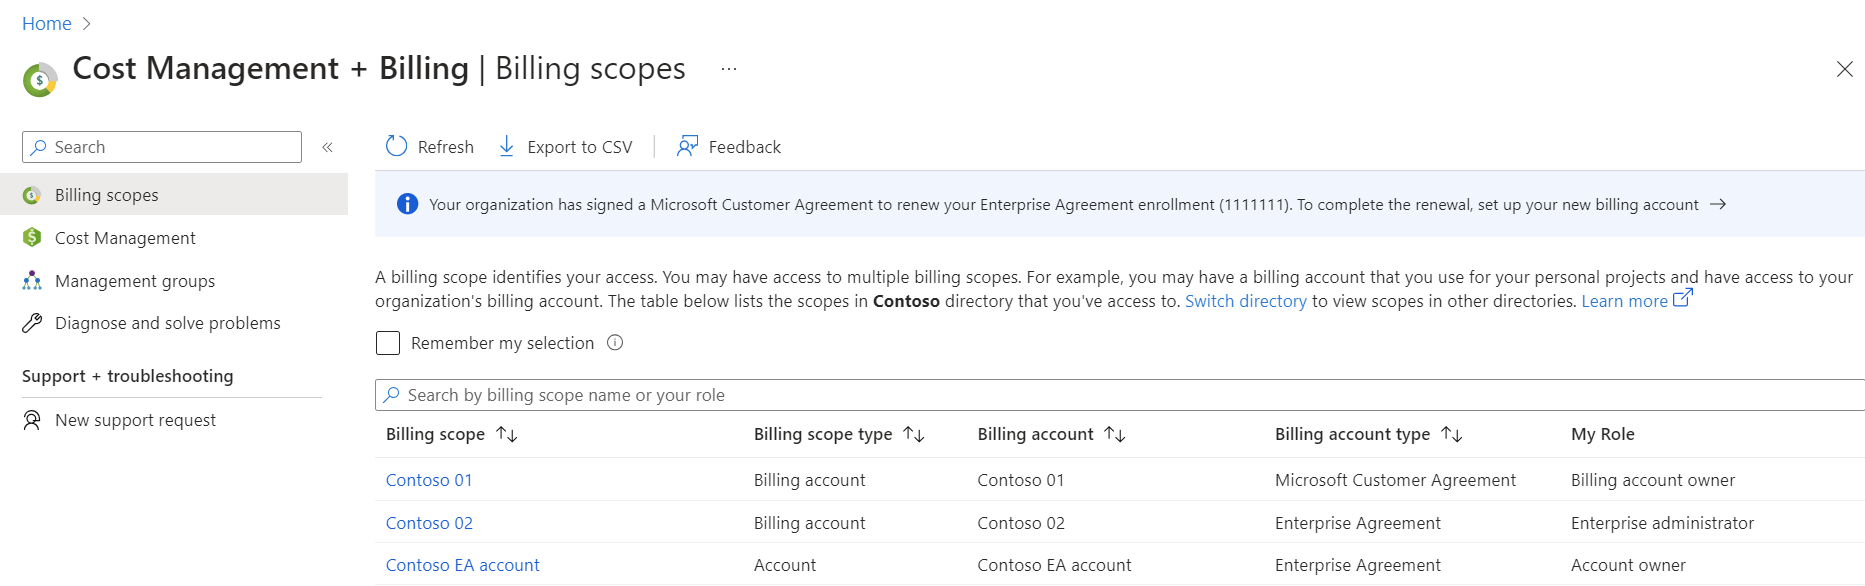 Home
Cost Management + Billing | Billing scopes ...
Search «
Billing scopes
Cost Management
Management groups
Diagnose and solve problems
Support + troubleshooting
New support request
Refresh Export to CSV Feedback
Your organization has signed a Microsoft Customer Agreement to renew your Enterprise Agreement enrollment (1111111). To complete the renewal, set up your new billing account →
A billing scope identifies your access. You may have access to multiple billing scopes. For example, you may have a billing account that you use for your personal projects and have access to your
organization's billing account. The table below lists the scopes in Contoso directory that you've access to. Switch directory to view scopes in other directories. Learn more
Remember my selection
Search by billing scope name or your role
Billing scope ↑↓ Billing scope type ↑↓ Billing account ↑↓ Billing account type ↑↓ My Role
Contoso 01 Billing account Contoso 01 Microsoft Customer Agreement Billing account owner
Contoso 02 Billing account Contoso 02 Enterprise Agreement Enterprise administrator
Contoso EA account Account Contoso EA account Enterprise Agreement Account owner